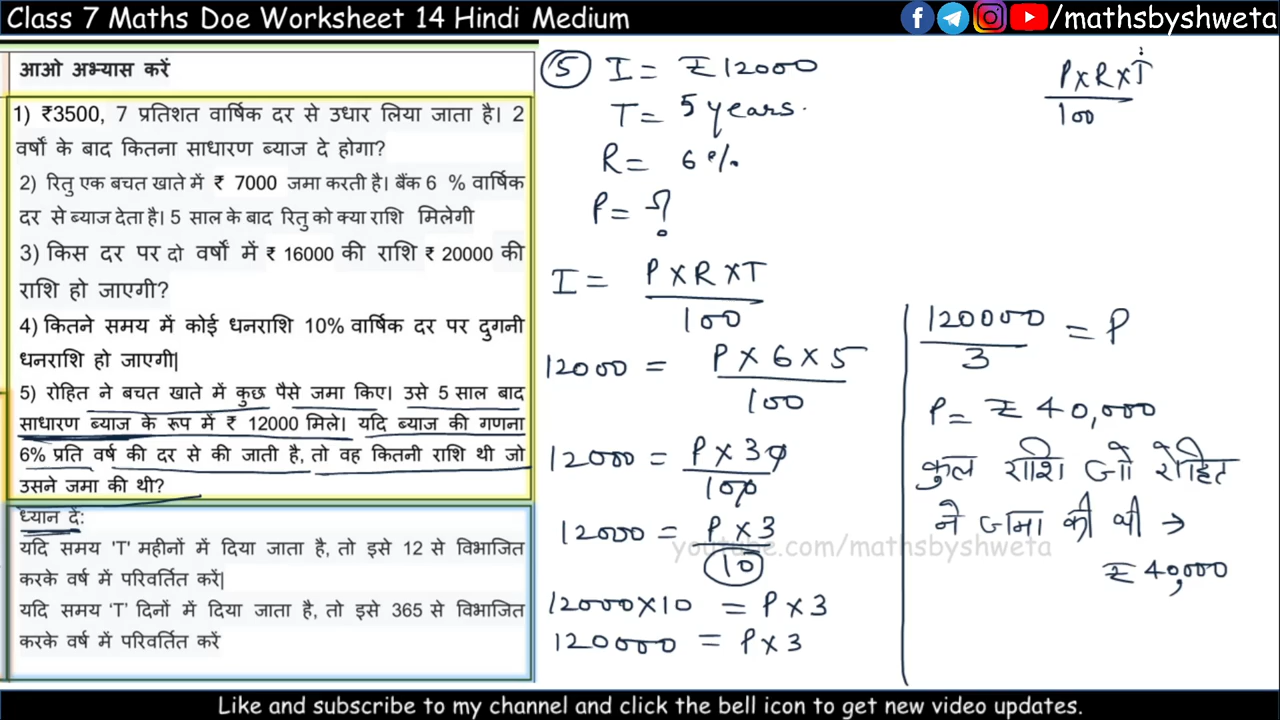 Class 7 Maths Doe Worksheet 14 Hindi Medium
/mathsbyshweta
आओ अभ्यास करें
1) ₹3500, 7 प्रतिशत वार्षिक दर से उधार लिया जाता है। 2
वर्षों के बाद कितना साधारण ब्याज दे होगा?
2) रितु एक बचत खाते में ₹ 7000 जमा करती है। बैंक 6 % वार्षिक
दर से ब्याज देता है। 5 साल के बाद रितु को क्या राशि मिलेगी
3) किस दर पर दो वर्षों में ₹ 16000 की राशि ₹ 20000 की
राशि हो जाएगी?
4) कितने समय में कोई धनराशि 10% वार्षिक दर पर दुगनी
धनराशि हो जाएगी|
5) रोहित ने बचत खाते में कुछ पैसे जमा किए। उसे 5 साल बाद
साधारण ब्याज के रूप में ₹ 12000 मिले। यदि ब्याज की गणना
6% प्रति वर्ष की दर से की जाती है, तो वह कितनी राशि थी जो
उसने जमा की थी?
ध्यान दें:
यदि समय 'T' महीनों में दिया जाता है, तो इसे 12 से विभाजित
करके वर्ष में परिवर्तित करें|
यदि समय 'T' दिनों में दिया जाता है, तो इसे 365 से विभाजित
करके वर्ष में परिवर्तित करें
5 I = ₹12000
T = 5 years.
R = 6%
P = ?
I = P×R×T
100
12000 = P×6×5
100
12000 = P×30
100
12000 = P×3
10
12000×10 = P×3
120000 = P×3
P×R×T
100
120000 = P
3
P = ₹40,000
कुल राशि जो रोहित
ने जमा की थी →
₹40,000
youtube.com/mathsbyshweta
Like and subscribe to my channel and click the bell icon to get new video updates.